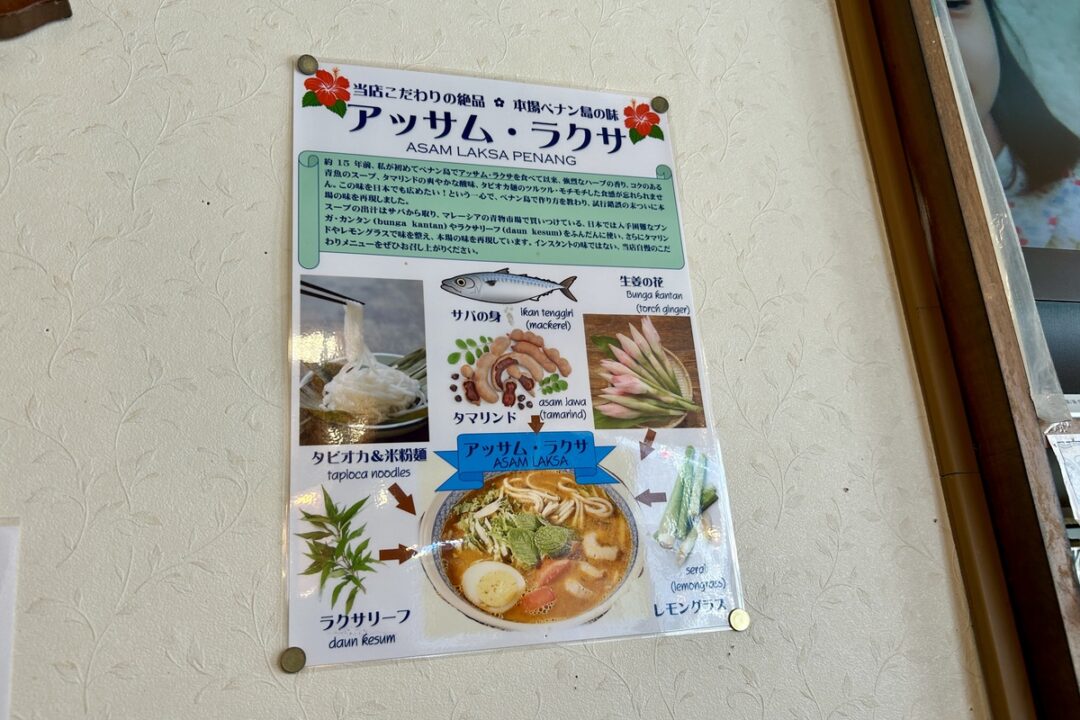 当店こだわりの絶品 ✿ 本場ペナン島の味
アッサム・ラクサ
ASAM LAKSA PENANG
約 15 年前、私が初めてペナン島でアッサム・ラクサを食べて以来、強烈なハーブの香り、コクのある
青魚のスープ、タマリンドの爽やかな酸味、タピオカ麺のツルツル・モチモチした食感が忘れられませ
ん。この味を日本でも広めたい！という一心で、ペナン島で作り方を教わり、試行錯誤の末ついに本
場の味を再現しました。
スープの出汁はサバから取り、マレーシアの青物市場で買いつけている、日本では入手困難なブン
ガ・カンタン(bunga kantan)やラクサリーフ(daun kesum)をふんだんに使い、さらにタマリン
ドやレモングラスで味を整え、本場の味を再現しています。インスタントの味ではない、当店自慢のこだ
わりメニューをぜひお召し上がりください。
サバの身
Ikan tenggiri
(mackerel)
生姜の花
Bunga kantan
(torch ginger)
タマリンド
asam Jawa
(tamarind)
タピオカ&米粉麺
tapioca noodles
アッサム・ラクサ
ASAM LAKSA
ラクサリーフ
daun kesum
serai
(lemongrass)
レモングラス